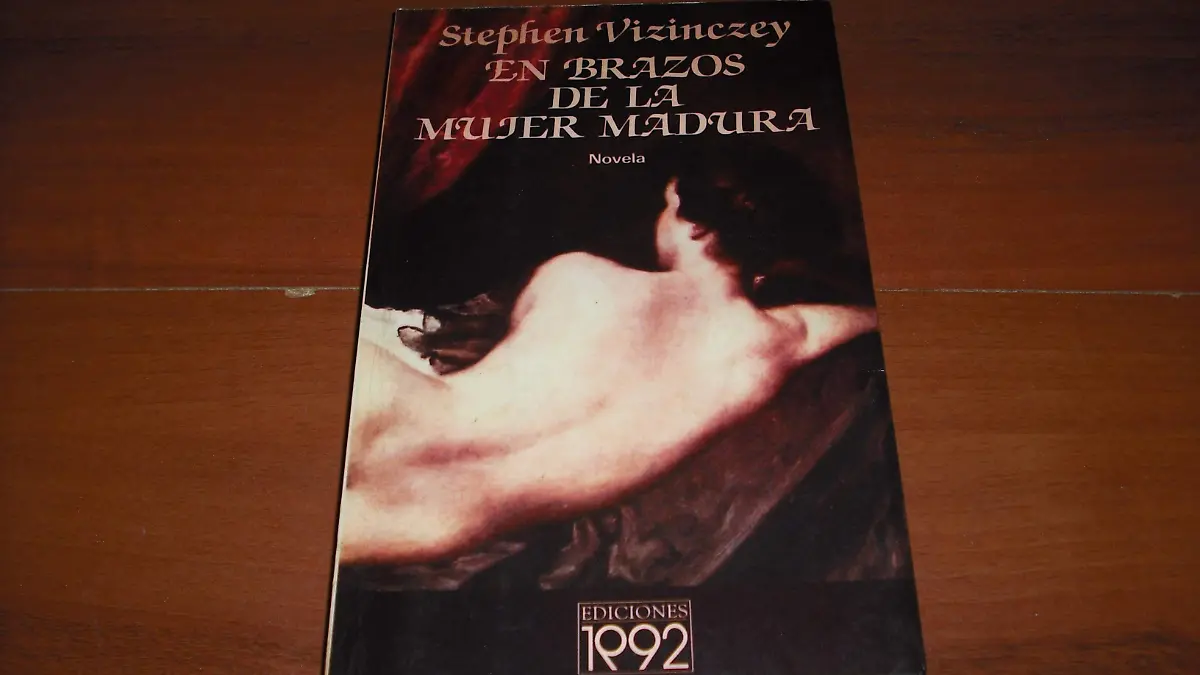 Stephen Vizinczey
EN BRAZOS
DE LA
MUJER MADURA
Novela
EDICIONES
1992